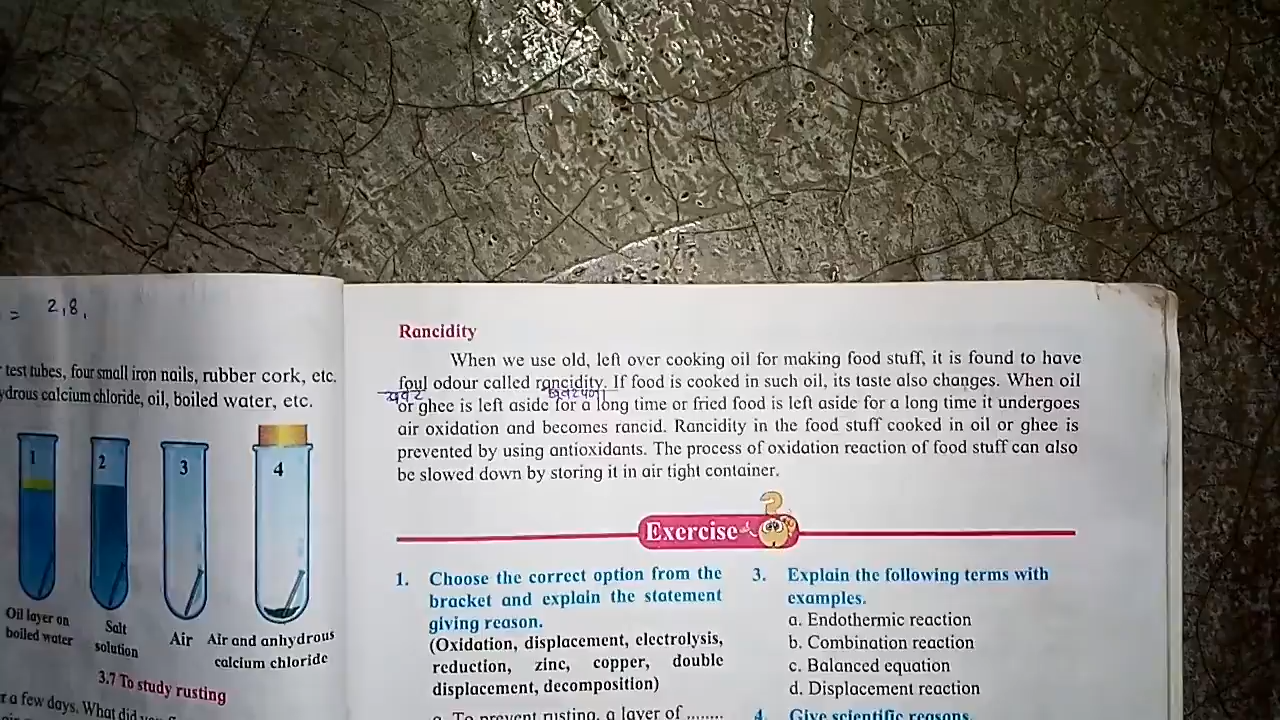 = 2,8,
test tubes, four small iron nails, rubber cork, etc.
ydrous calcium chloride, oil, boiled water, etc.
1
2
3
4
Oil layer on
boiled water
Salt
solution
Air
Air and anhydrous
calcium chloride
3.7 To study rusting
r a few days. What did
Rancidity
When we use old, left over cooking oil for making food stuff, it is found to have
foul odour called rancidity. If food is cooked in such oil, its taste also changes. When oil
or ghee is left aside for a long time or fried food is left aside for a long time it undergoes
air oxidation and becomes rancid. Rancidity in the food stuff cooked in oil or ghee is
prevented by using antioxidants. The process of oxidation reaction of food stuff can also
be slowed down by storing it in air tight container.
Exercise
1. Choose the correct option from the
bracket and explain the statement
giving reason.
(Oxidation, displacement, electrolysis,
reduction, zinc, copper, double
displacement, decomposition)
a. To prevent rusting, a layer of ........
3. Explain the following terms with
examples.
a. Endothermic reaction
b. Combination reaction
c. Balanced equation
d. Displacement reaction
4. Give scientific reasons.